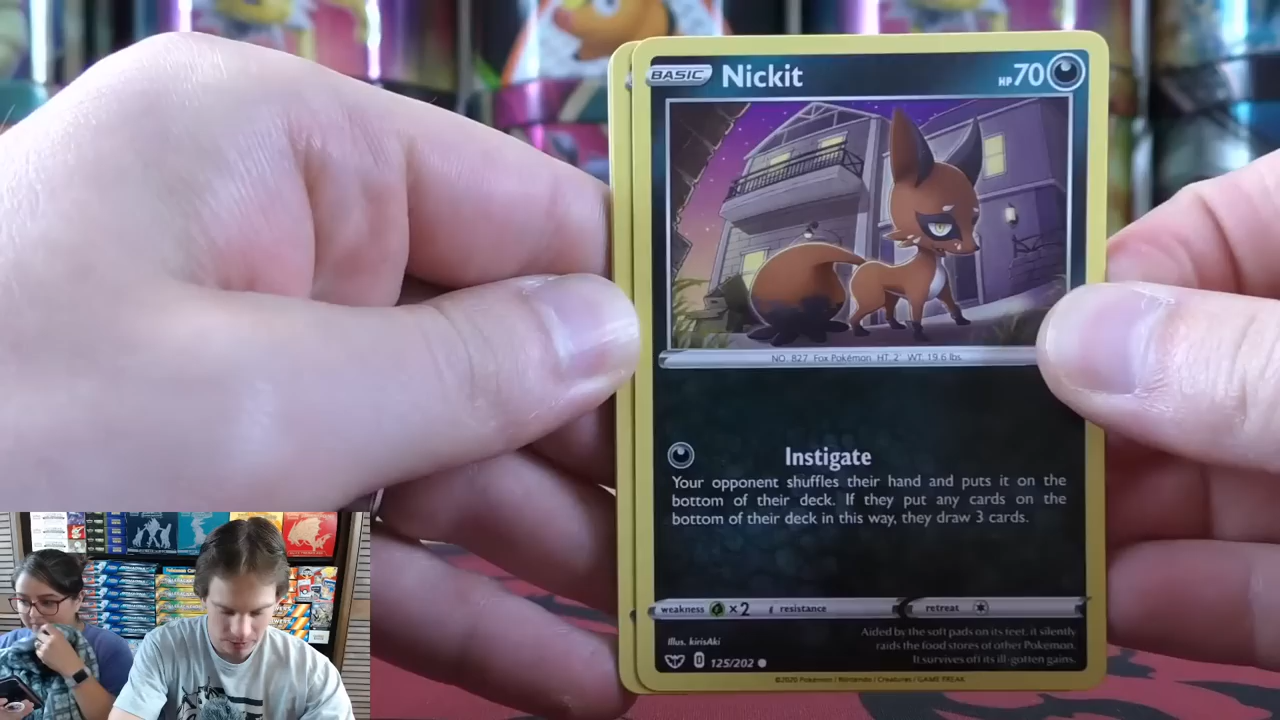 BASIC Nickit HP 70
NO. 827 Fox Pokémon HT 2' WT 19.6 lbs.
Instigate
Your opponent shuffles their hand and puts it on the
bottom of their deck. If they put any cards on the
bottom of their deck in this way, they draw 3 cards.
weakness ×2 resistance retreat
Illus. kirisAki
Aided by the soft pads on its feet, it silently
raids the food stores of other Pokémon.
It survives off its ill-gotten gains.
125/202
©2020 Pokémon / Nintendo / Creatures / GAME FREAK